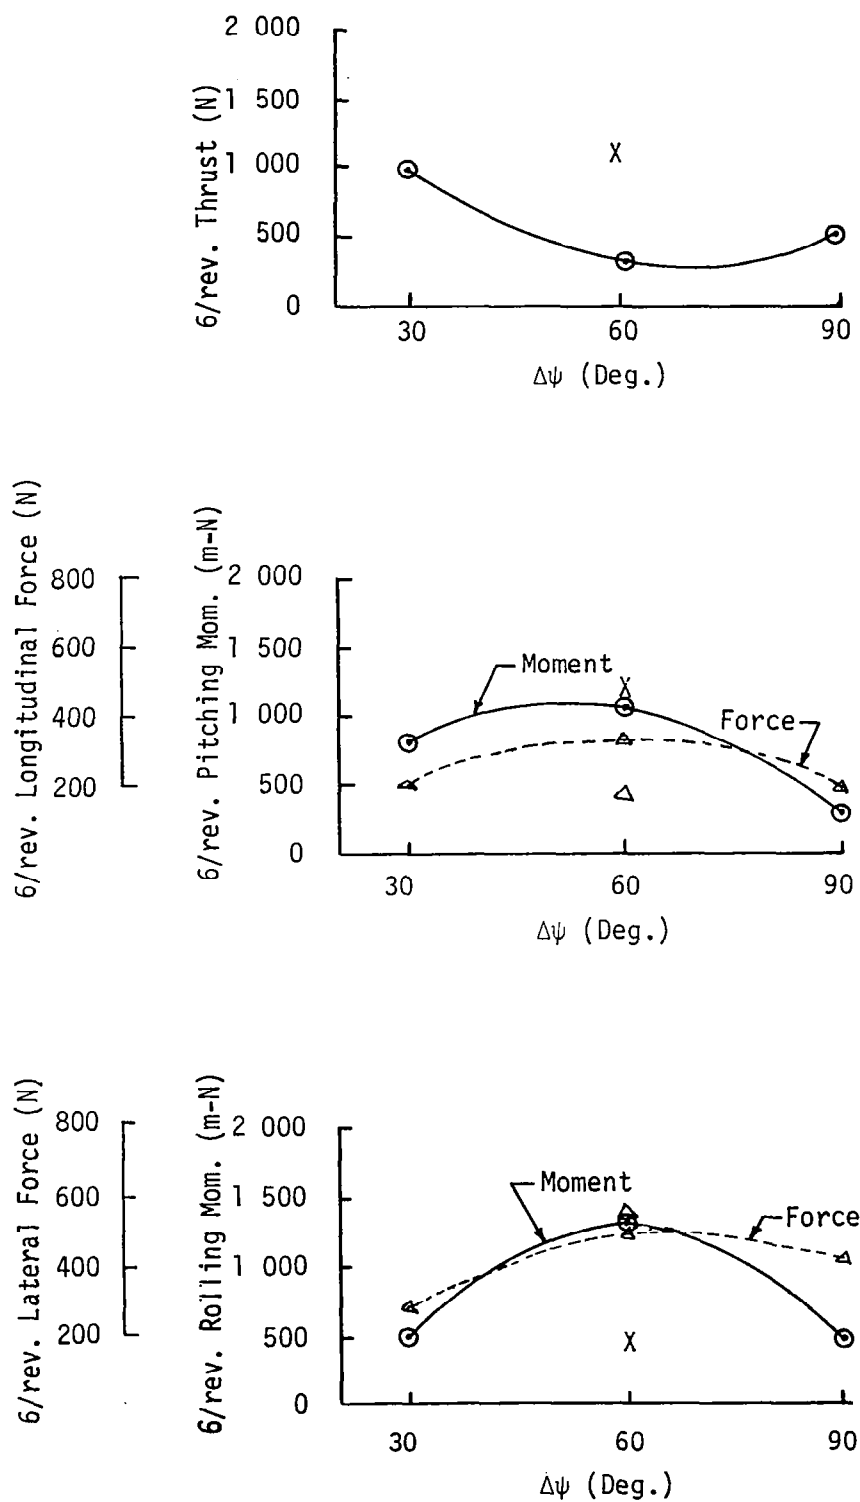 2 000
1 500
1 000
500
0
6/rev. Thrust (N)
30 60 90
Δψ (Deg.)
6/rev. Longitudinal Force (N)
800
600
400
200
6/rev. Pitching Mom. (m-N)
2 000
1 500
1 000
500
0
Moment
Force
X
30 60 90
Δψ (Deg.)
6/rev. Lateral Force (N)
800
600
400
200
6/rev. Rolling Mom. (m-N)
2 000
1 500
1 000
500
0
Moment
Force
X
30 60 90
Δψ (Deg.)